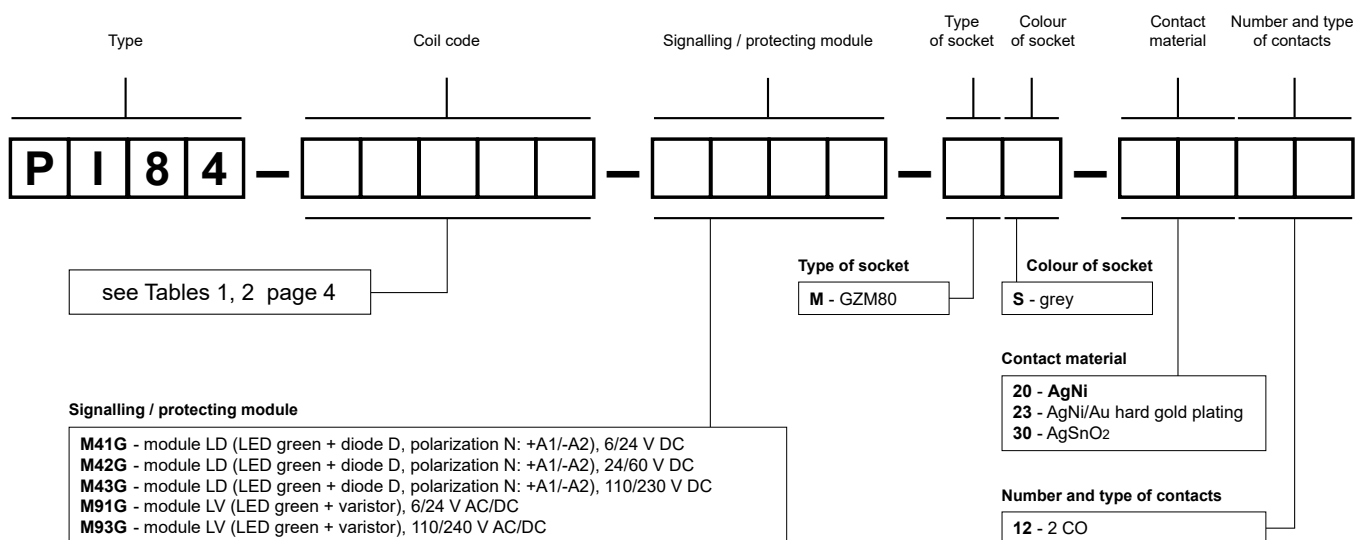 Type
Coil code
Signalling / protecting module
Type
of socket
Colour
of socket
Contact
material
Number and type
of contacts
P I 8 4 – – – –
see Tables 1, 2 page 4
Type of socket
M - GZM80
Colour of socket
S - grey
Contact material
20 - AgNi
23 - AgNi/Au hard gold plating
30 - AgSnO2
Signalling / protecting module
M41G - module LD (LED green + diode D, polarization N: +A1/-A2), 6/24 V DC
M42G - module LD (LED green + diode D, polarization N: +A1/-A2), 24/60 V DC
M43G - module LD (LED green + diode D, polarization N: +A1/-A2), 110/230 V DC
M91G - module LV (LED green + varistor), 6/24 V AC/DC
M93G - module LV (LED green + varistor), 110/240 V AC/DC
Number and type of contacts
12 - 2 CO